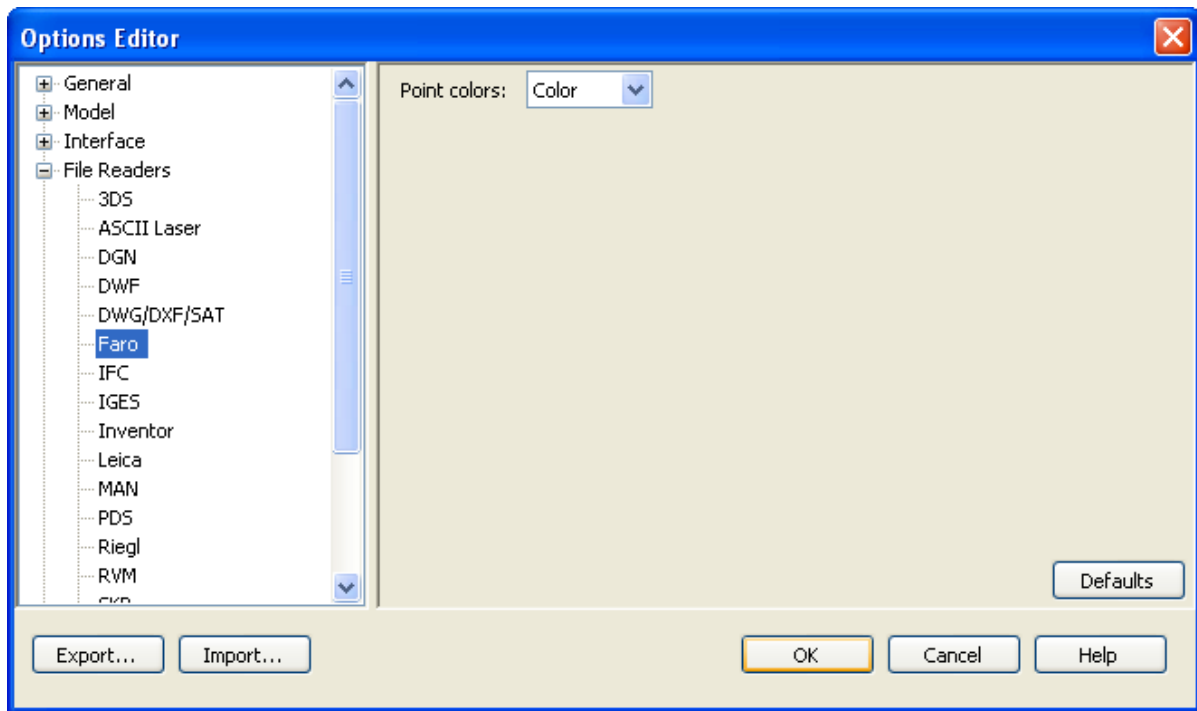 Options Editor
General
Model
Interface
File Readers
3DS
ASCII Laser
DGN
DWF
DWG/DXF/SAT
Faro
IFC
IGES
Inventor
Leica
MAN
PDS
Riegl
RVM
Point colors: Color
Defaults
Export... Import... OK Cancel Help